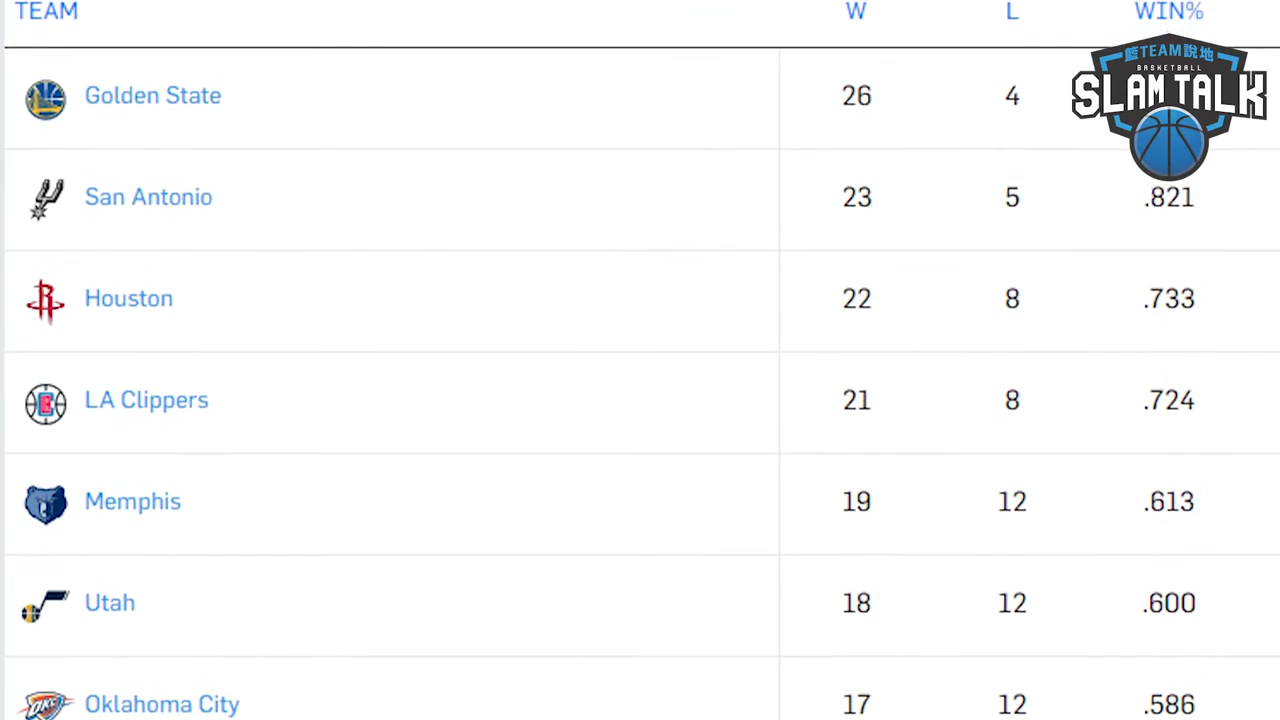 TEAM W L WIN%
籃TEAM說地
BASKETBALL
SLAM TALK
Golden State 26 4
San Antonio 23 5 .821
Houston 22 8 .733
LA Clippers 21 8 .724
Memphis 19 12 .613
Utah 18 12 .600
OKC
Oklahoma City 17 12 .586